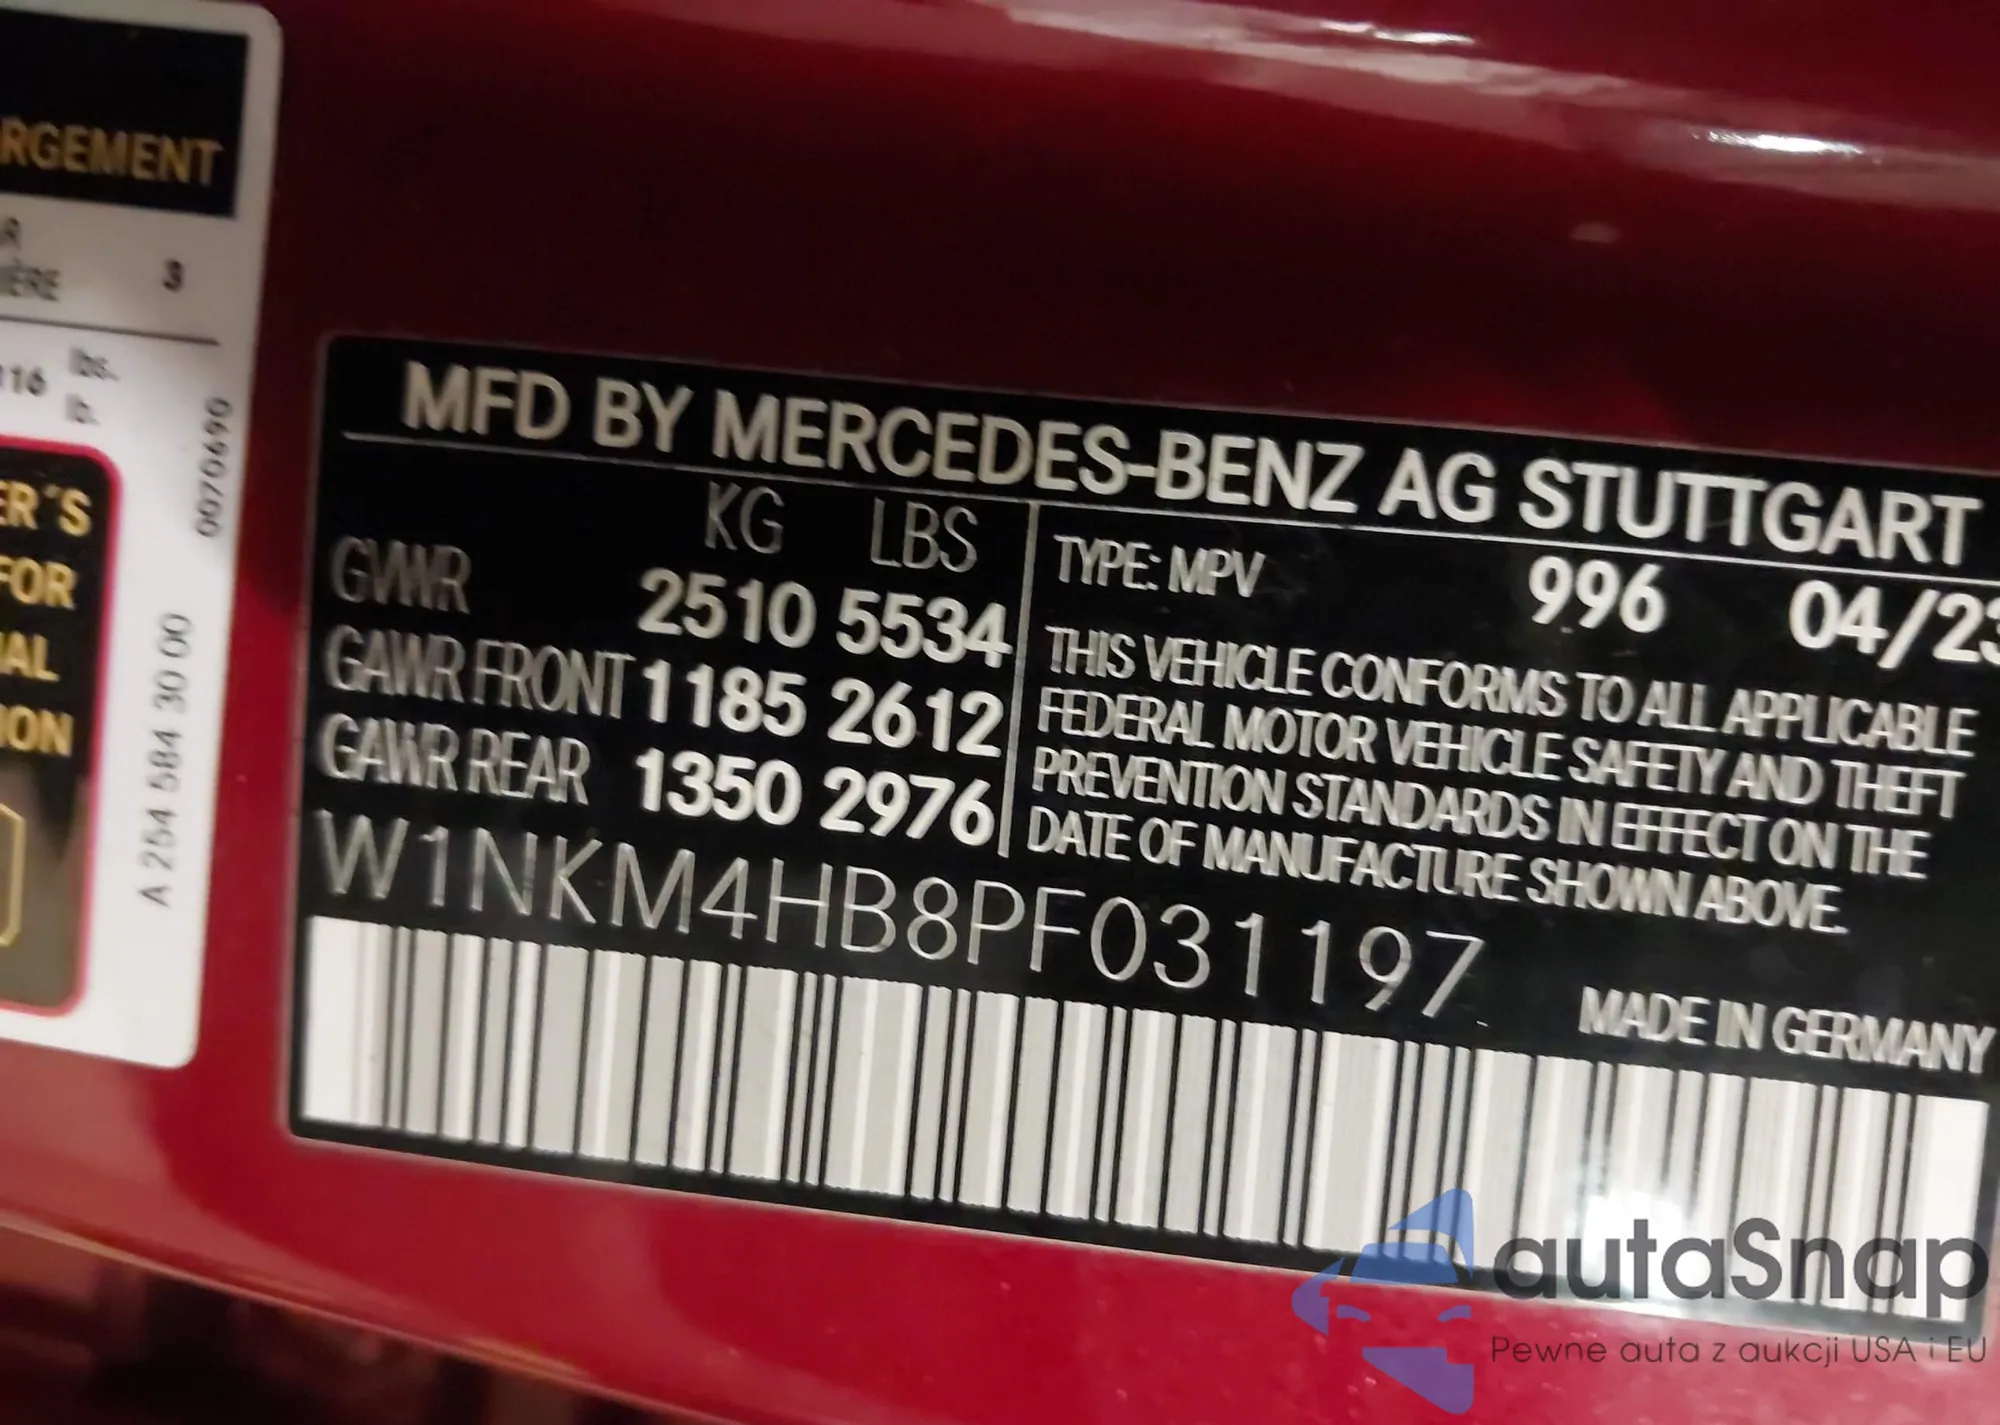 RGEMENT
3
IÈRE
116 lbs.
lb.
ER'S
FOR
AL
ION
0070690
A 254 584 30 00
MFD BY MERCEDES-BENZ AG STUTTGART
KG LBS
GVWR 2510 5534
GAWR FRONT 1185 2612
GAWR REAR 1350 2976
TYPE: MPV 996 04/23
THIS VEHICLE CONFORMS TO ALL APPLICABLE
FEDERAL MOTOR VEHICLE SAFETY AND THEFT
PREVENTION STANDARDS IN EFFECT ON THE
DATE OF MANUFACTURE SHOWN ABOVE.
W1NKM4HB8PF031197
MADE IN GERMANY
autaSnap
Pewne auta z aukcji USA i EU